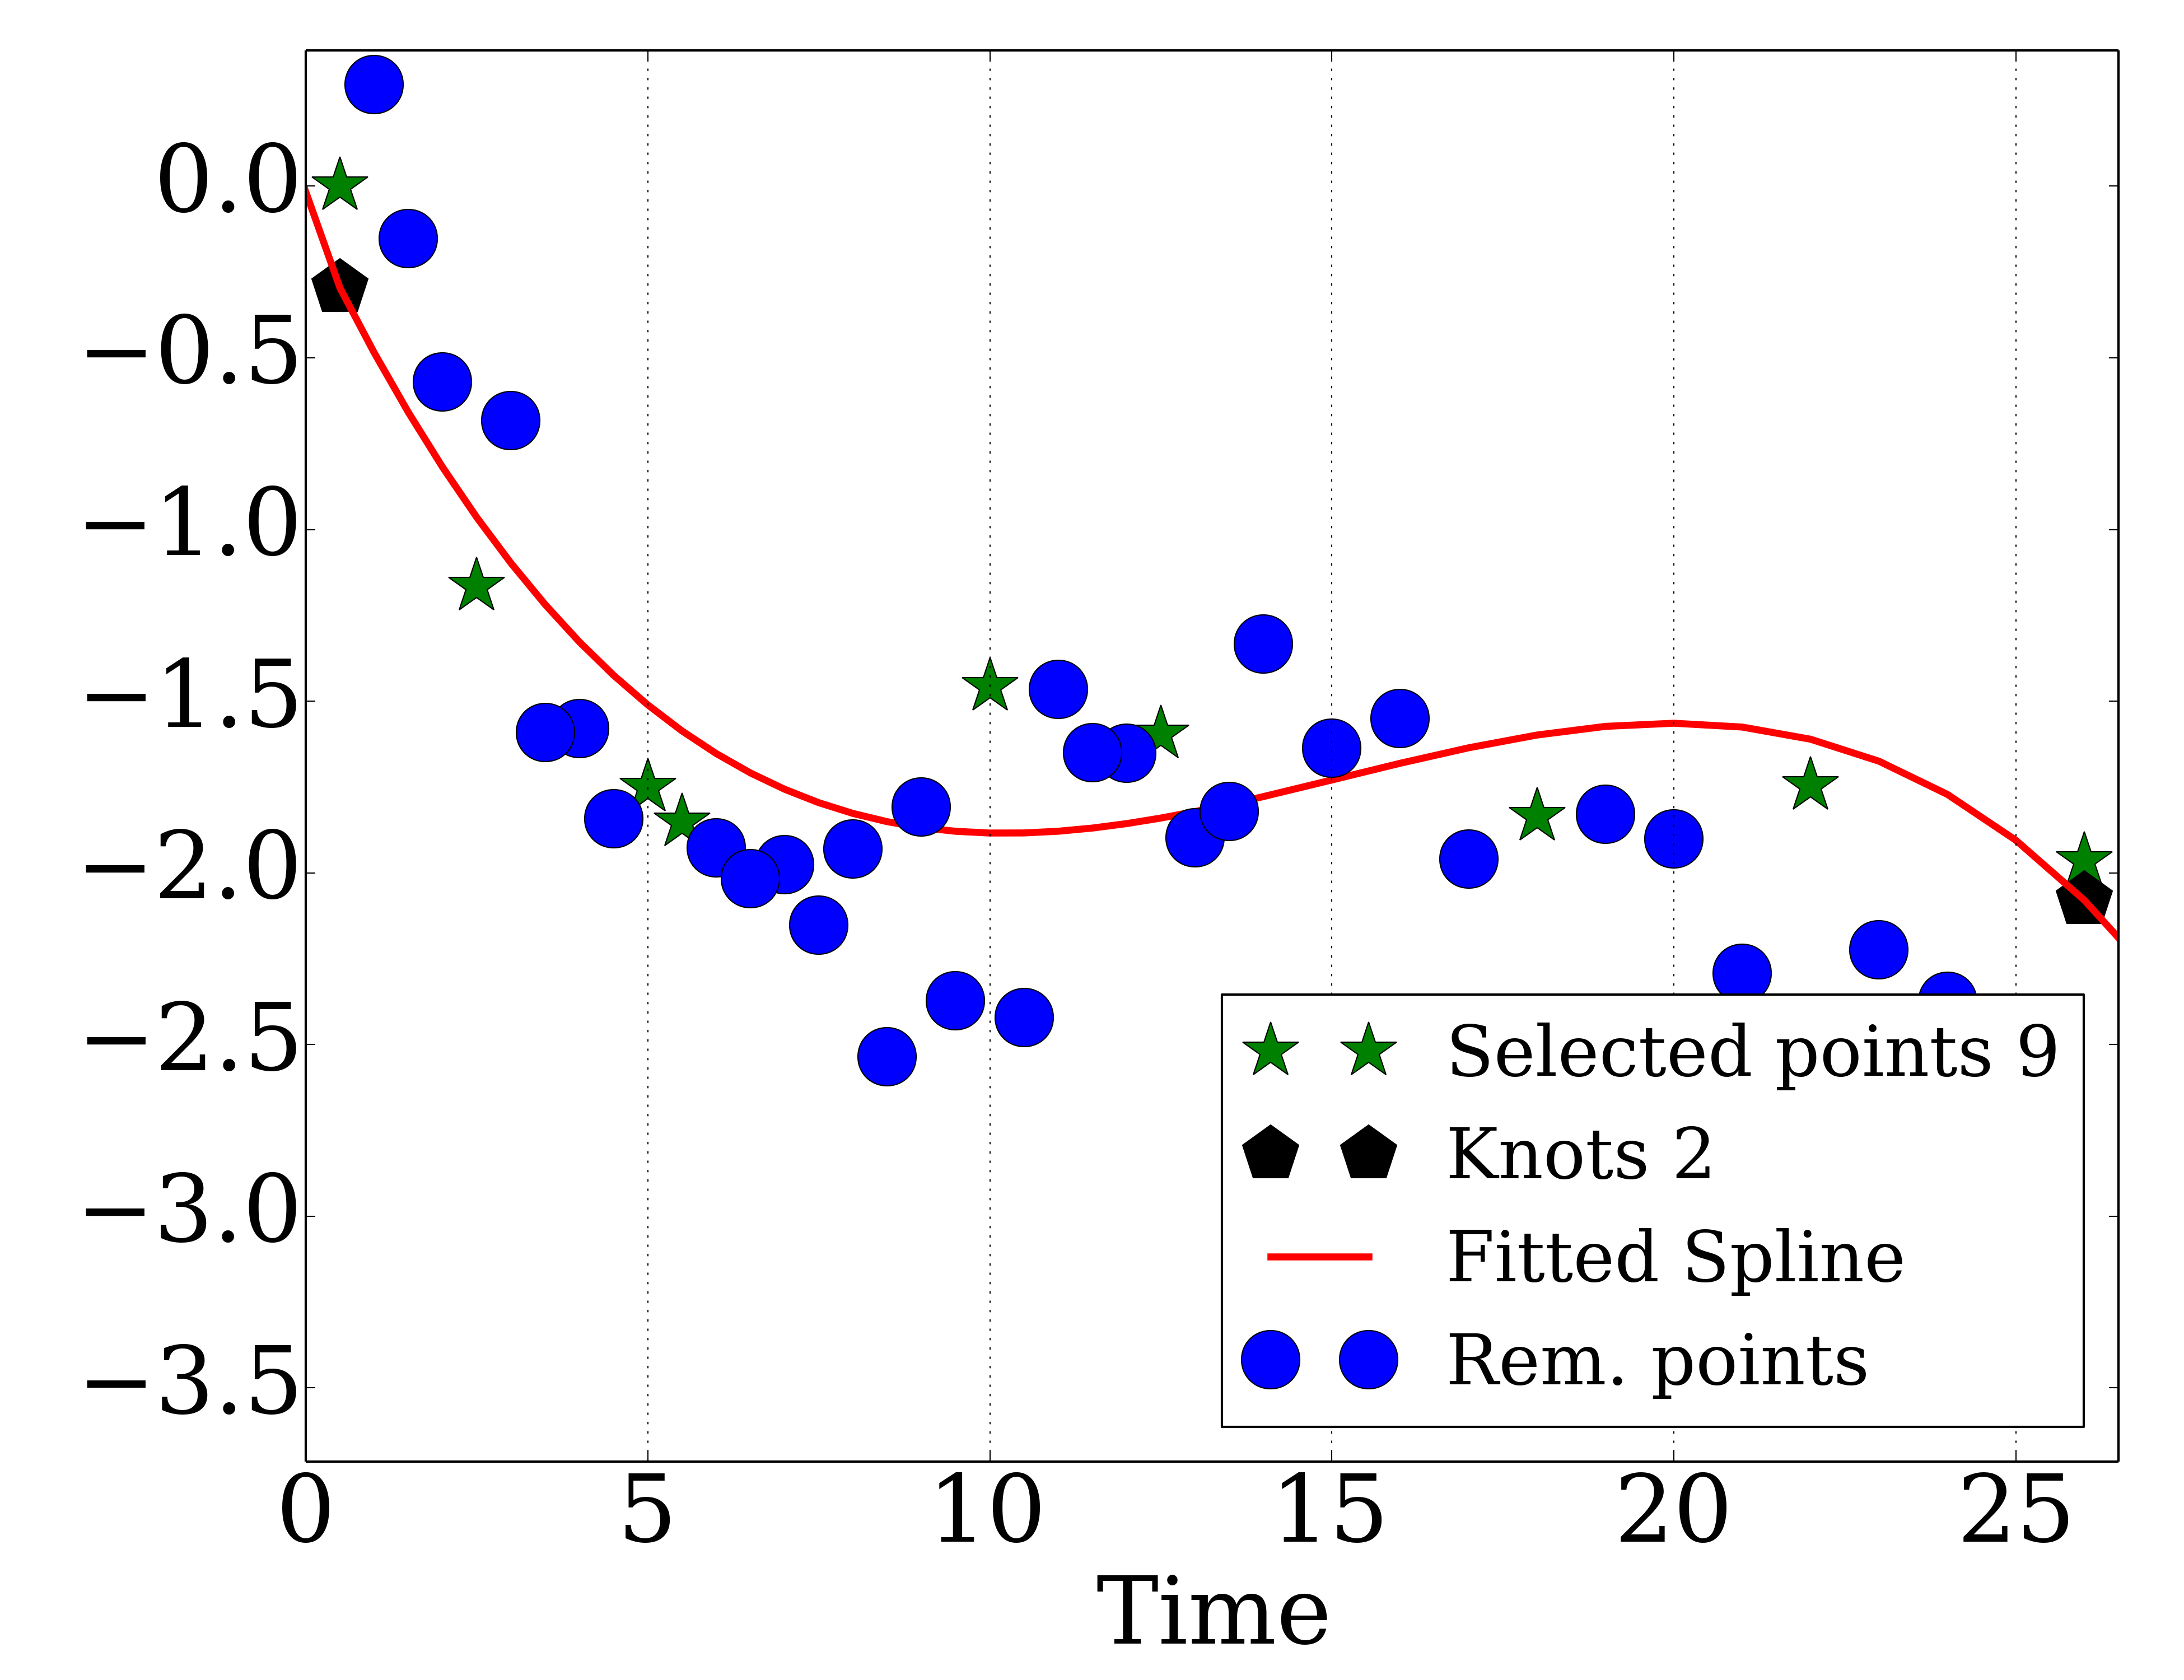 0.0
−0.5
−1.0
−1.5
−2.0
−2.5
−3.0
−3.5
Selected points 9
Knots 2
Fitted Spline
Rem. points
0 5 10 15 20 25
Time